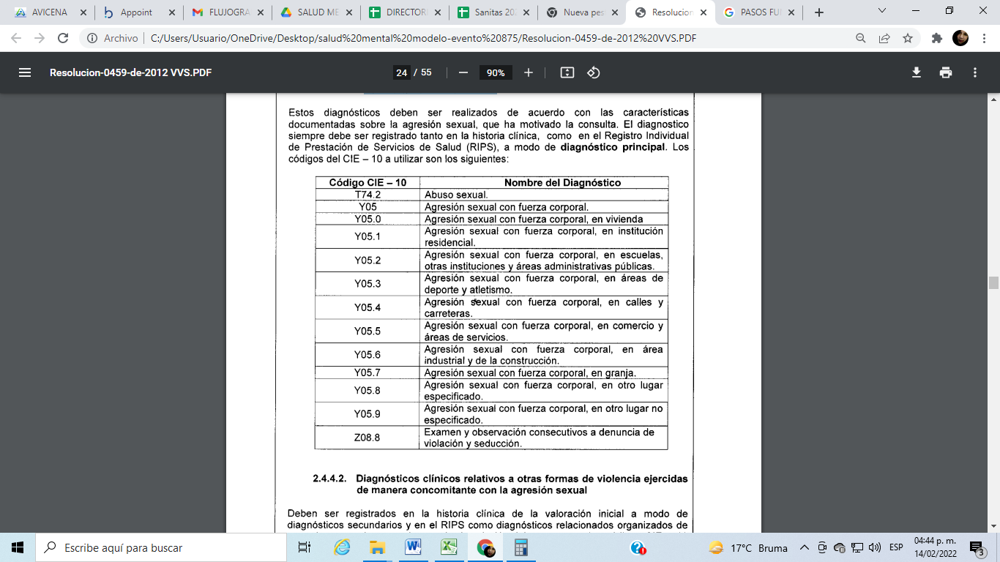 AVICENA
Appoint
FLUJOGRA
SALUD ME
DIRECTORI
Sanitas 202
Nueva pes
Resolucion
PASOS FU
Archivo | C:/Users/Usuario/OneDrive/Desktop/salud%20mental%20modelo-evento%20875/Resolucion-0459-de-2012%20VVS.PDF
Resolucion-0459-de-2012 VVS.PDF
24 / 55
90%
Estos diagnósticos deben ser realizados de acuerdo con las características
documentadas sobre la agresión sexual, que ha motivado la consulta. El diagnostico
siempre debe ser registrado tanto en la historia clínica, como en el Registro Individual
de Prestación de Servicios de Salud (RIPS), a modo de diagnóstico principal. Los
códigos del CIE – 10 a utilizar son los siguientes:
Código CIE – 10 Nombre del Diagnóstico
T74.2 Abuso sexual.
Y05 Agresión sexual con fuerza corporal.
Y05.0 Agresión sexual con fuerza corporal, en vivienda
Y05.1 Agresión sexual con fuerza corporal, en institución
residencial.
Y05.2 Agresión sexual con fuerza corporal, en escuelas,
otras instituciones y áreas administrativas públicas.
Y05.3 Agresión sexual con fuerza corporal, en áreas de
deporte y atletismo.
Y05.4 Agresión sexual con fuerza corporal, en calles y
carreteras.
Y05.5 Agresión sexual con fuerza corporal, en comercio y
áreas de servicios.
Y05.6 Agresión sexual con fuerza corporal, en área
industrial y de la construcción.
Y05.7 Agresión sexual con fuerza corporal, en granja.
Y05.8 Agresión sexual con fuerza corporal, en otro lugar
especificado.
Y05.9 Agresión sexual con fuerza corporal, en otro lugar no
especificado.
Z08.8 Examen y observación consecutivos a denuncia de
violación y seducción.
2.4.4.2. Diagnósticos clínicos relativos a otras formas de violencia ejercidas
de manera concomitante con la agresión sexual
Deben ser registrados en la historia clínica de la valoración inicial a modo de
diagnósticos secundarios y en el RIPS como diagnósticos relacionados organizados de
Escribe aquí para buscar
17°C Bruma
ESP
04:44 p. m.
14/02/2022
3